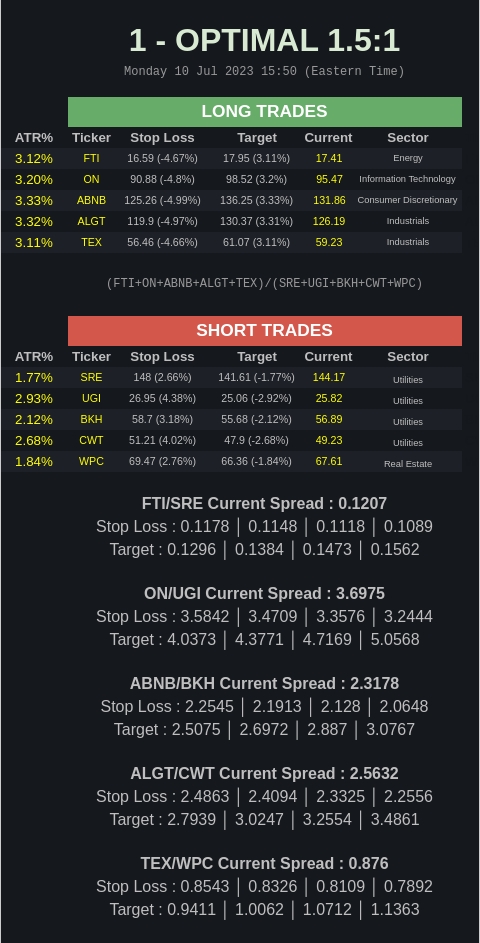 1 - OPTIMAL 1.5:1
Monday 10 Jul 2023 15:50 (Eastern Time)
LONG TRADES
ATR% Ticker Stop Loss Target Current Sector
3.12% FTI 16.59 (-4.67%) 17.95 (3.11%) 17.41 Energy
3.20% ON 90.88 (-4.8%) 98.52 (3.2%) 95.47 Information Technology
3.33% ABNB 125.26 (-4.99%) 136.25 (3.33%) 131.86 Consumer Discretionary
3.32% ALGT 119.9 (-4.97%) 130.37 (3.31%) 126.19 Industrials
3.11% TEX 56.46 (-4.66%) 61.07 (3.11%) 59.23 Industrials
(FTI+ON+ABNB+ALGT+TEX)/(SRE+UGI+BKH+CWT+WPC)
SHORT TRADES
ATR% Ticker Stop Loss Target Current Sector
1.77% SRE 148 (2.66%) 141.61 (-1.77%) 144.17 Utilities
2.93% UGI 26.95 (4.38%) 25.06 (-2.92%) 25.82 Utilities
2.12% BKH 58.7 (3.18%) 55.68 (-2.12%) 56.89 Utilities
2.68% CWT 51.21 (4.02%) 47.9 (-2.68%) 49.23 Utilities
1.84% WPC 69.47 (2.76%) 66.36 (-1.84%) 67.61 Real Estate
FTI/SRE Current Spread : 0.1207
Stop Loss : 0.1178 │ 0.1148 │ 0.1118 │ 0.1089
Target : 0.1296 │ 0.1384 │ 0.1473 │ 0.1562
ON/UGI Current Spread : 3.6975
Stop Loss : 3.5842 │ 3.4709 │ 3.3576 │ 3.2444
Target : 4.0373 │ 4.3771 │ 4.7169 │ 5.0568
ABNB/BKH Current Spread : 2.3178
Stop Loss : 2.2545 │ 2.1913 │ 2.128 │ 2.0648
Target : 2.5075 │ 2.6972 │ 2.887 │ 3.0767
ALGT/CWT Current Spread : 2.5632
Stop Loss : 2.4863 │ 2.4094 │ 2.3325 │ 2.2556
Target : 2.7939 │ 3.0247 │ 3.2554 │ 3.4861
TEX/WPC Current Spread : 0.876
Stop Loss : 0.8543 │ 0.8326 │ 0.8109 │ 0.7892
Target : 0.9411 │ 1.0062 │ 1.0712 │ 1.1363